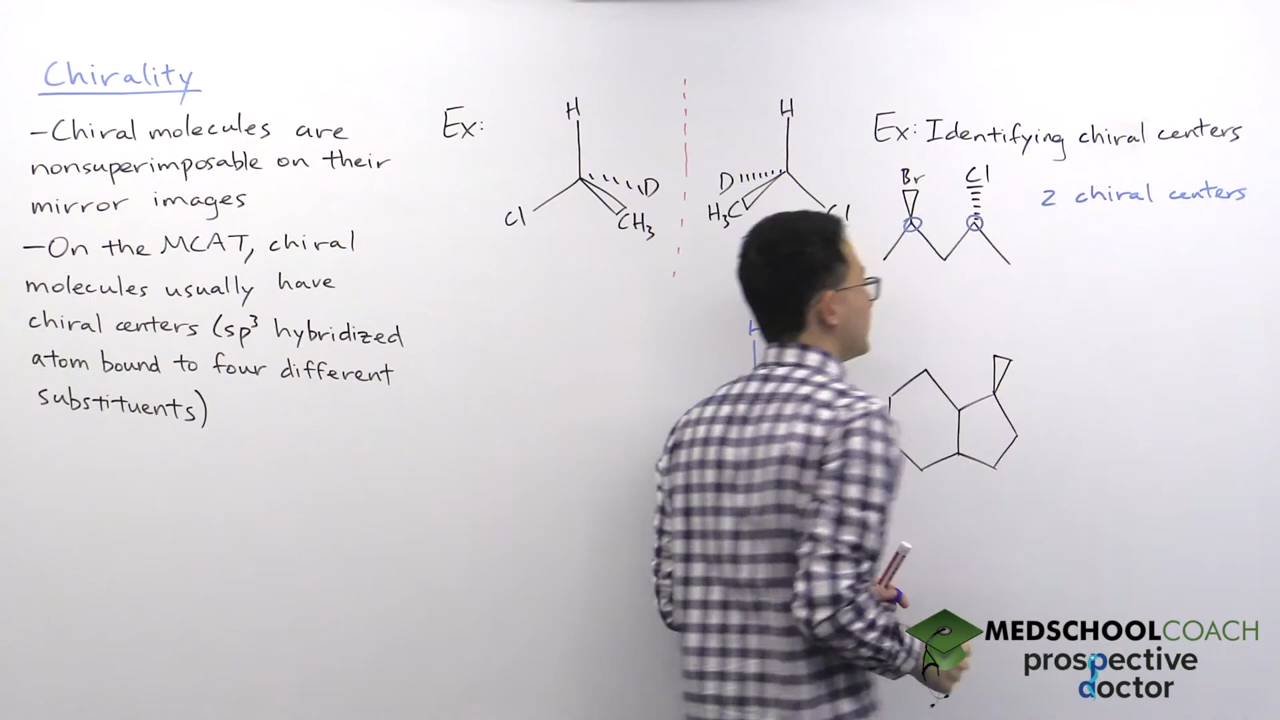 Chirality
-Chiral molecules are
nonsuperimposable on their
mirror images
-On the MCAT, chiral
molecules usually have
chiral centers (sp³ hybridized
atom bound to four different
substituents)
Ex:
H
D
Cl
CH₃
H
D
H₃C
Cl
H
Ex: Identifying chiral centers
Br
Cl
2 chiral centers
MEDSCHOOLCOACH
prospective
doctor